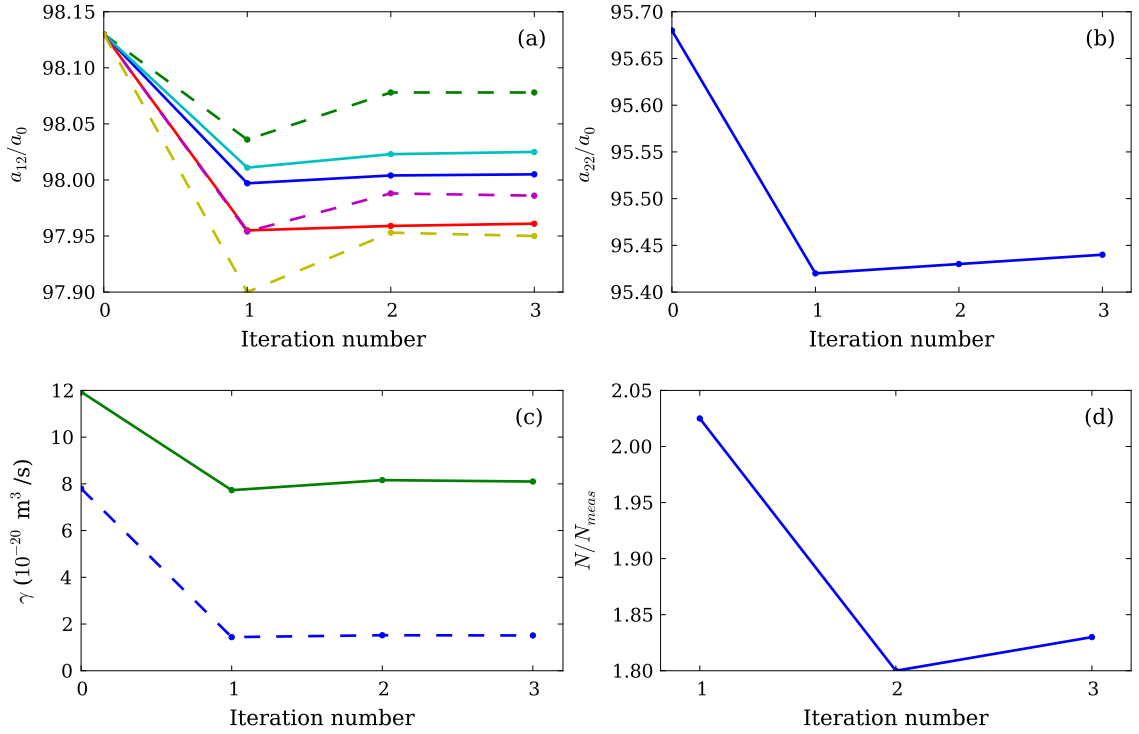 98.15
98.10
98.05
98.00
97.95
97.90
a12/a0
(a)
0 1 2 3
Iteration number
95.70
95.65
95.60
95.55
95.50
95.45
95.40
a22/a0
(b)
0 1 2 3
Iteration number
12
10
8
6
4
2
0
γ (10⁻²⁰ m³ /s)
(c)
0 1 2 3
Iteration number
2.05
2.00
1.95
1.90
1.85
1.80
N/Nmeas
(d)
1 2 3
Iteration number